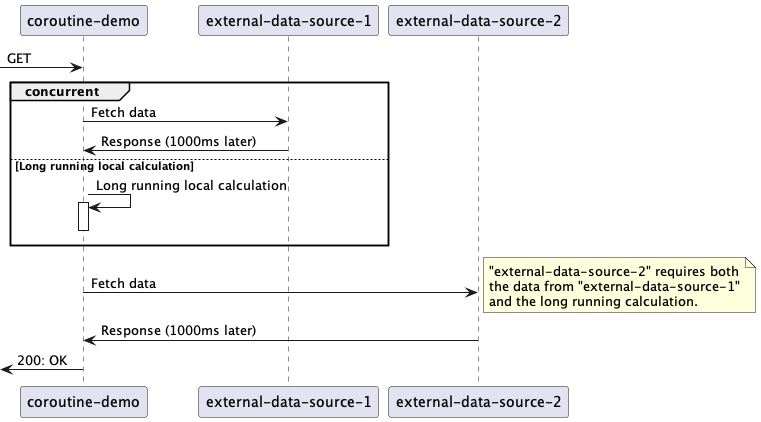 coroutine-demo
external-data-source-1
external-data-source-2
GET
concurrent
Fetch data
Response (1000ms later)
[Long running local calculation]
Long running local calculation
"external-data-source-2" requires both
the data from "external-data-source-1"
and the long running calculation.
Fetch data
Response (1000ms later)
200: OK
coroutine-demo
external-data-source-1
external-data-source-2